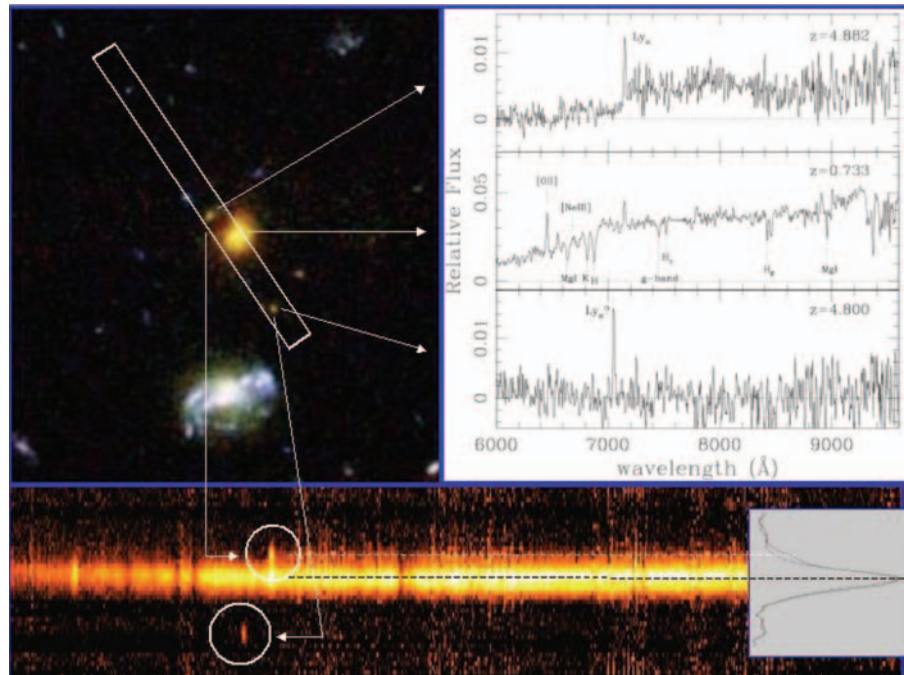 Relative Flux
0.01
0
Lyα
z=4.882
0.05
0
[OII]
[NeIII]
z=0.733
MgI K H g-band Hγ Hβ MgI
0.01
0
Lyα?
z=4.800
6000 7000 8000 9000
wavelength (Å)